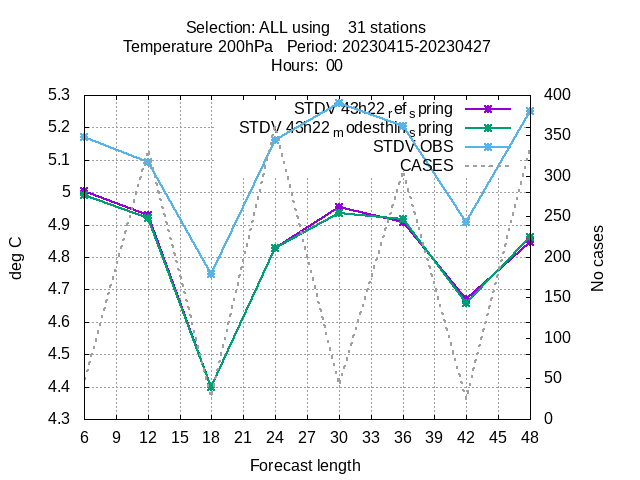 Selection: ALL using 31 stations
Temperature 200hPa Period: 20230415-20230427
Hours: 00
5.3
5.2
5.1
5
4.9
4.8
4.7
4.6
4.5
4.4
4.3
deg C
STDV 43h22_ref_spring
STDV 43h22_modesthin_spring
STDV OBS
CASES
400
350
300
250
200
150
100
50
0
No cases
6 9 12 15 18 21 24 27 30 33 36 39 42 45 48
Forecast length